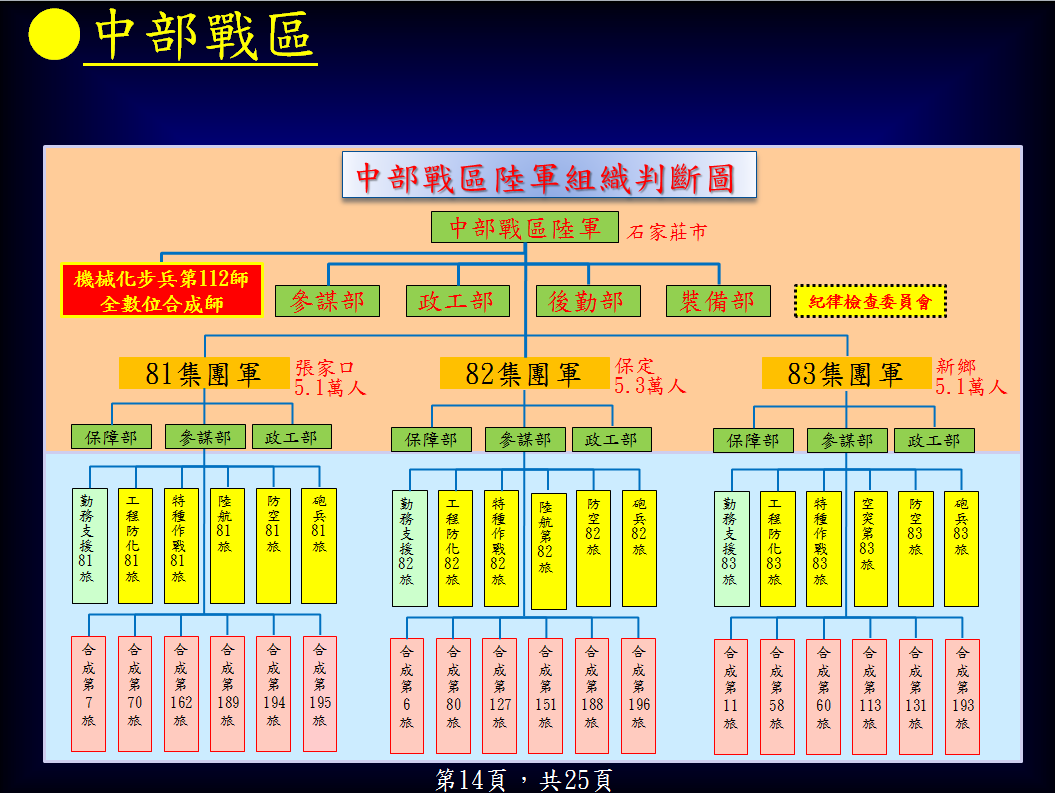 中部戰區
中部戰區陸軍組織判斷圖
中部戰區陸軍
石家莊市
機械化步兵第112師
全數位合成師
參謀部
政工部
後勤部
裝備部
紀律檢查委員會
81集團軍
張家口
5.1萬人
82集團軍
保定
5.3萬人
83集團軍
新鄉
5.1萬人
保障部
參謀部
政工部
保障部
參謀部
政工部
保障部
參謀部
政工部
勤務支援81旅
工程防化81旅
特種作戰81旅
陸航81旅
防空81旅
砲兵81旅
勤務支援82旅
工程防化82旅
特種作戰82旅
陸航第82旅
防空82旅
砲兵82旅
勤務支援83旅
工程防化83旅
特種作戰83旅
空突第83旅
防空83旅
砲兵83旅
合成第7旅
合成第70旅
合成第162旅
合成第189旅
合成第194旅
合成第195旅
合成第6旅
合成第80旅
合成第127旅
合成第151旅
合成第188旅
合成第196旅
合成第11旅
合成第58旅
合成第60旅
合成第113旅
合成第131旅
合成第193旅
第14頁，共25頁